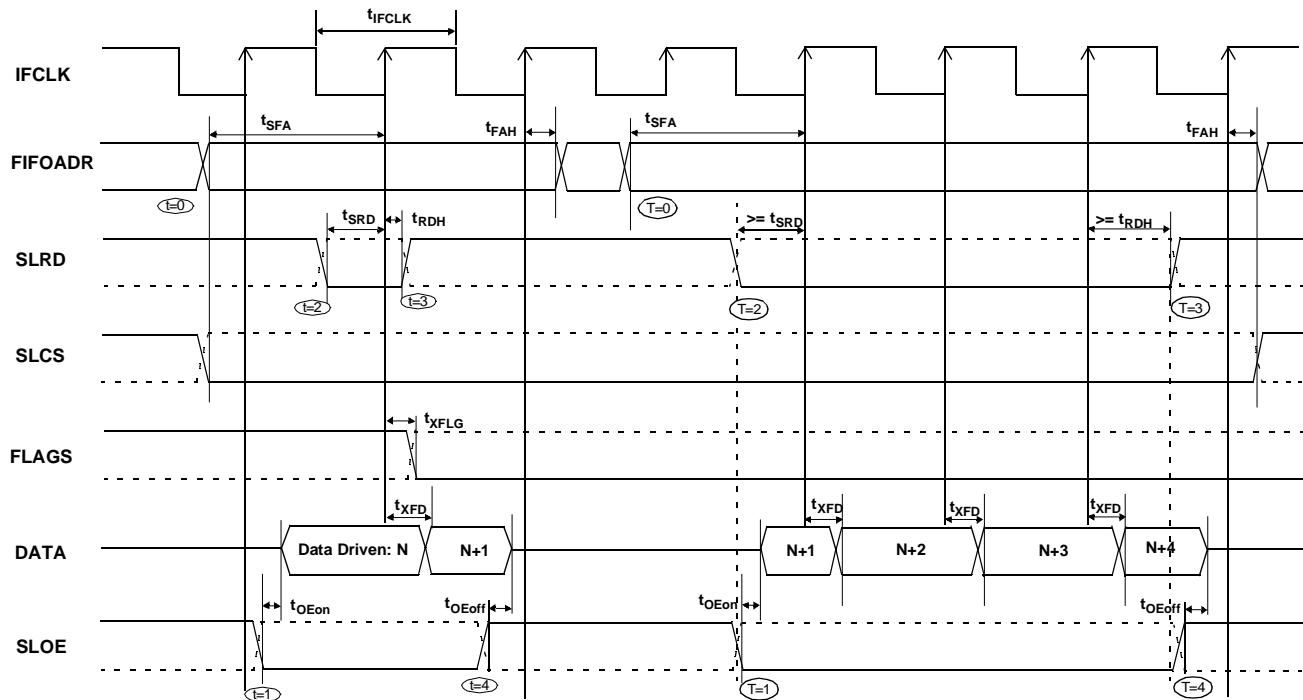 tIFCLK
IFCLK
tSFA
tFAH
tSFA
tFAH
FIFOADR
t=0
T=0
tSRD
tRDH
>= tSRD
>= tRDH
SLRD
t=2
t=3
T=2
T=3
SLCS
tXFLG
FLAGS
tXFD
tXFD
tXFD
tXFD
DATA
Data Driven: N
N+1
N+1
N+2
N+3
N+4
tOEon
tOEoff
tOEon
tOEoff
SLOE
t=1
t=4
T=1
T=4